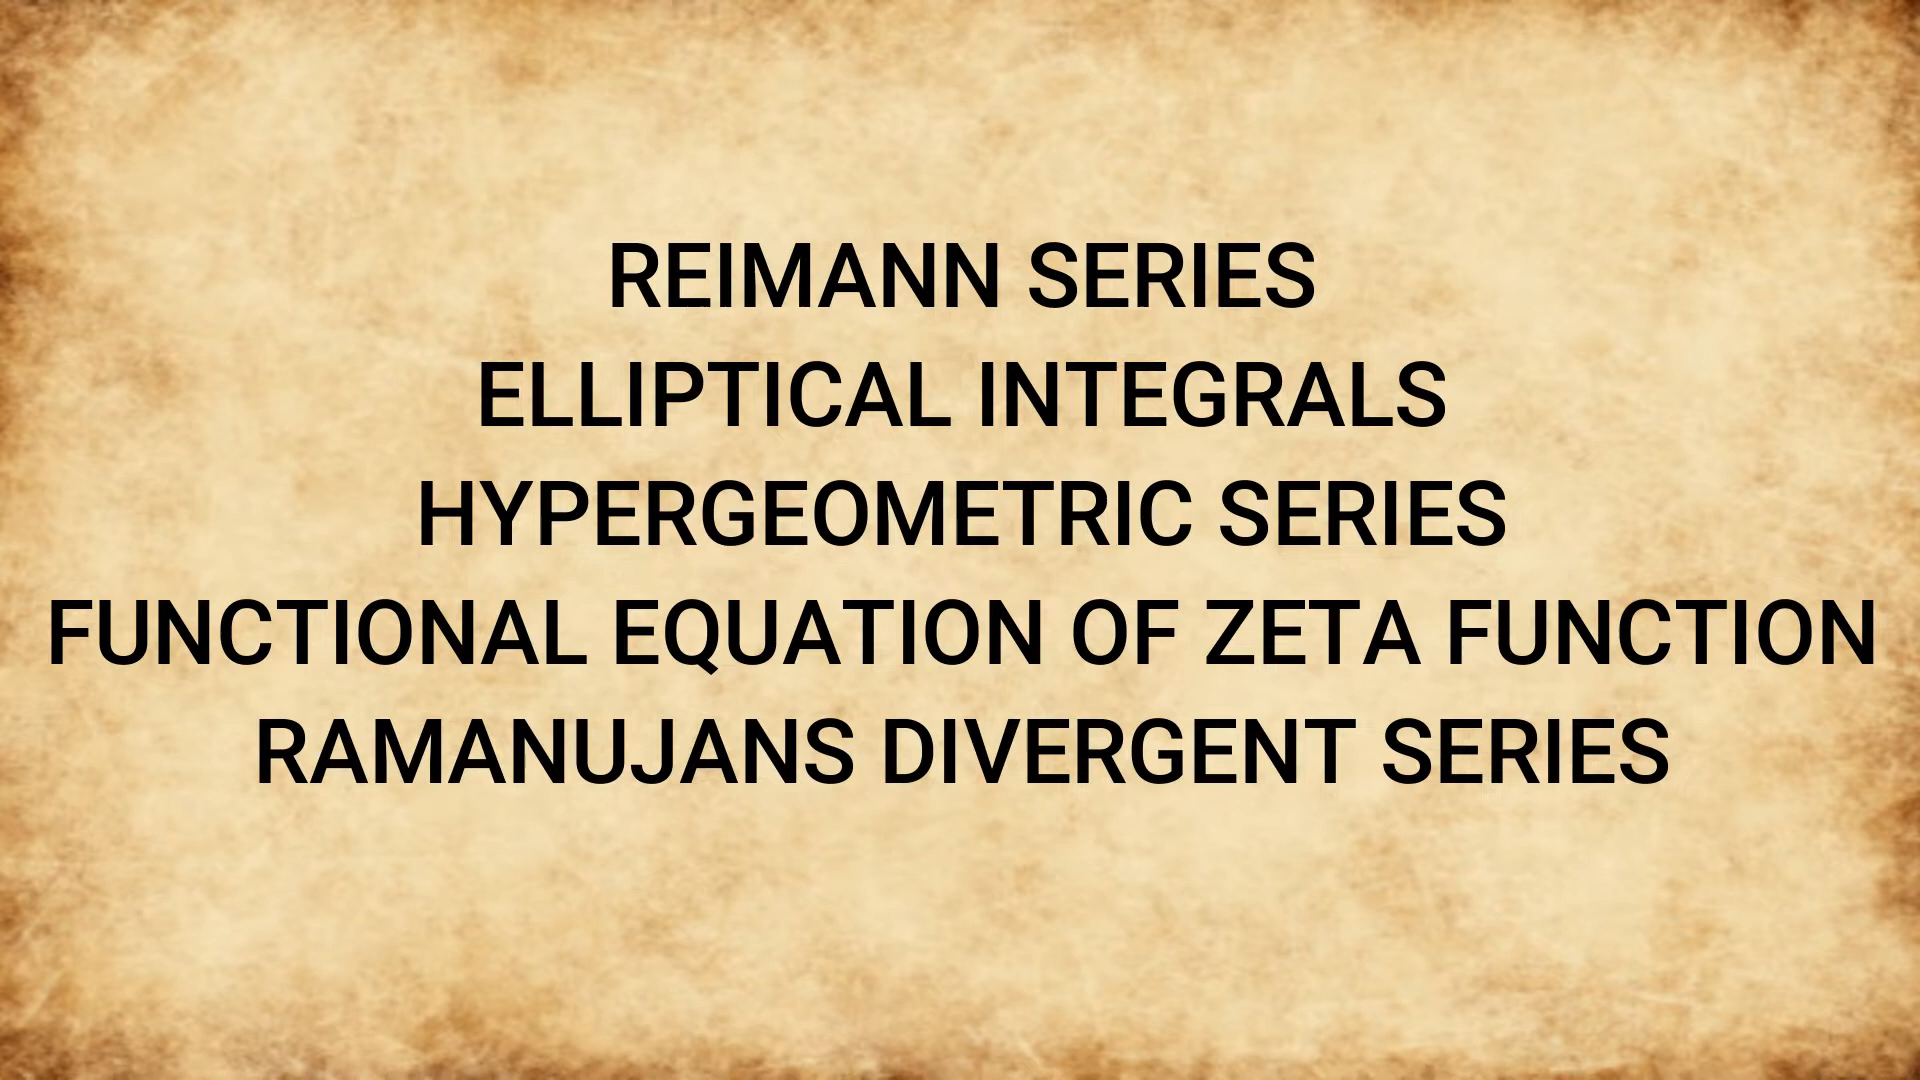 REIMANN SERIES
ELLIPTICAL INTEGRALS
HYPERGEOMETRIC SERIES
FUNCTIONAL EQUATION OF ZETA FUNCTION
RAMANUJANS DIVERGENT SERIES